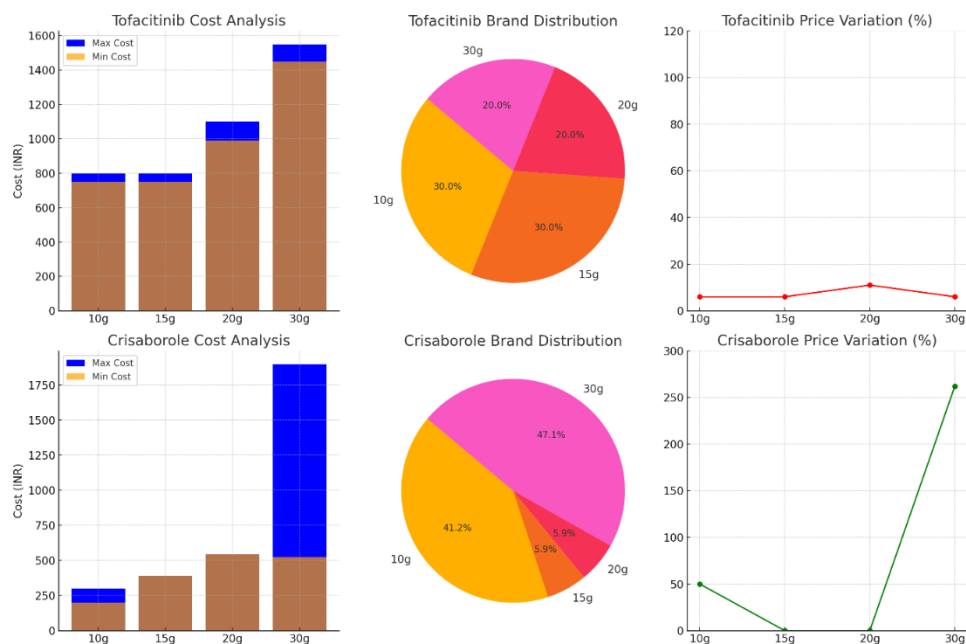 Tofacitinib Cost Analysis
Max Cost
Min Cost
Cost (INR)
1600
1400
1200
1000
800
600
400
200
0
10g
15g
20g
30g
Tofacitinib Brand Distribution
30g
20.0%
20g
20.0%
10g
30.0%
30.0%
15g
Tofacitinib Price Variation (%)
120
100
80
60
40
20
0
10g
15g
20g
30g
Crisaborole Cost Analysis
Max Cost
Min Cost
Cost (INR)
1750
1500
1250
1000
750
500
250
0
10g
15g
20g
30g
Crisaborole Brand Distribution
30g
47.1%
41.2%
10g
5.9%
20g
5.9%
15g
Crisaborole Price Variation (%)
300
250
200
150
100
50
0
10g
15g
20g
30g